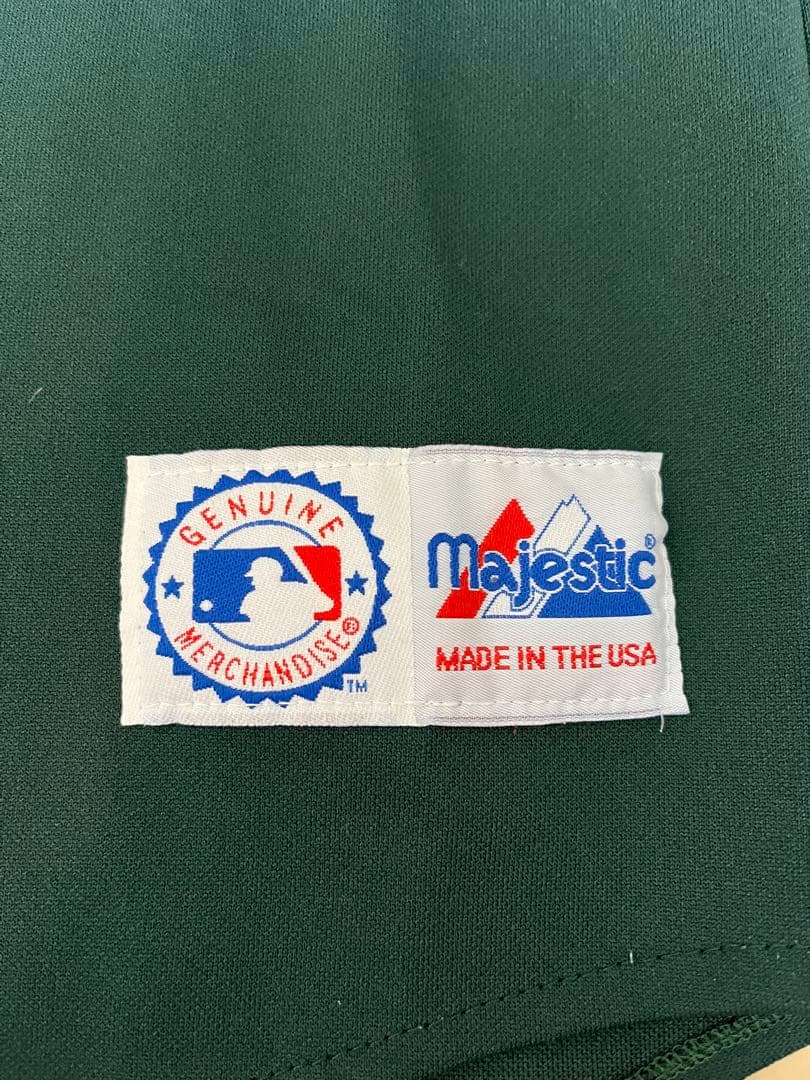 GENUINE
MERCHANDISE®
TM
Majestic®
MADE IN THE USA